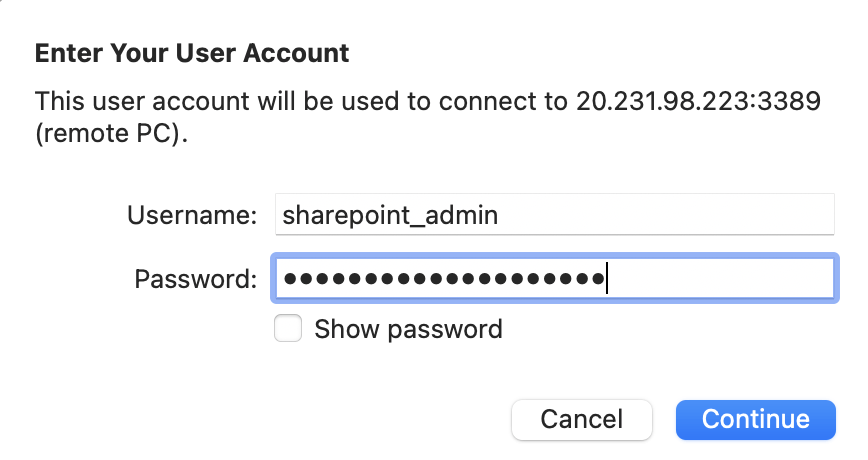 Enter Your User Account
This user account will be used to connect to 20.231.98.223:3389
(remote PC).
Username: sharepoint_admin
Password: ••••••••••••••••••••
Show password
Cancel Continue